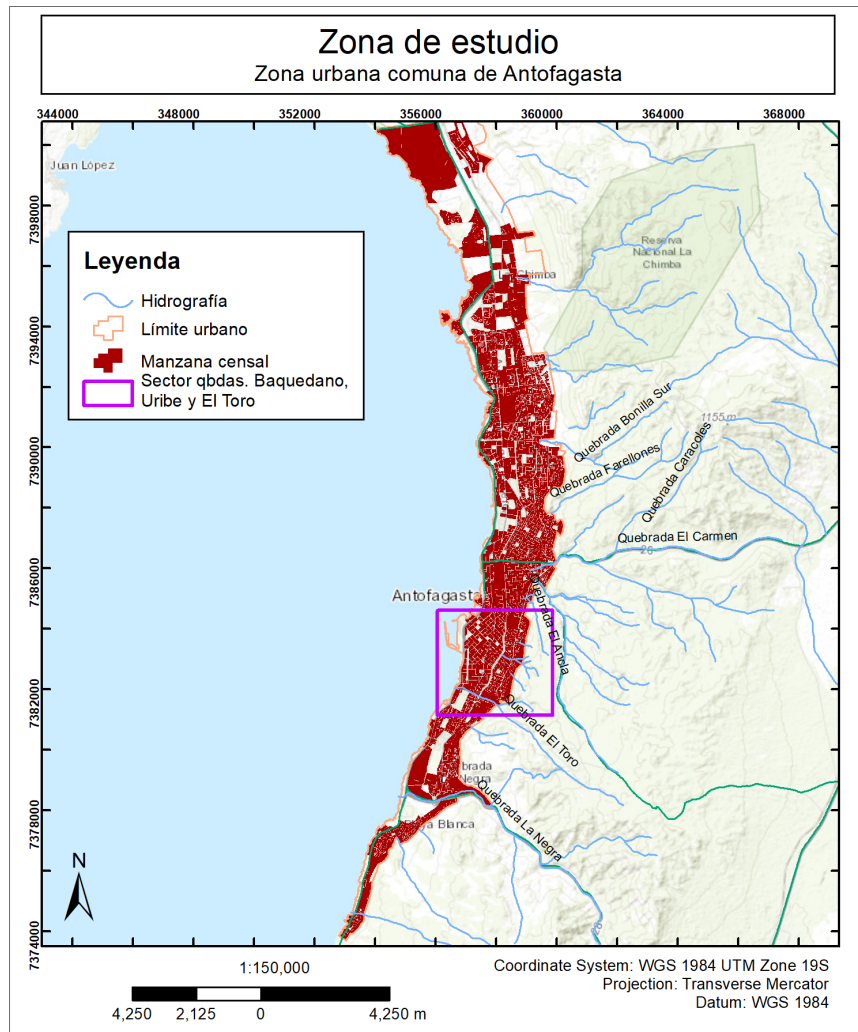 Zona de estudio
Zona urbana comuna de Antofagasta
344000 348000 352000 356000 360000 364000 368000
Juan López
7398000
Reserva
Nacional La
Chimba
Leyenda
Hidrografía
Límite urbano
Manzana censal
Sector qbdas. Baquedano,
Uribe y El Toro
Chimba
7394000
Quebrada Bonilla Sur
1155 m
7390000
Quebrada Farellones
Quebrada Caracoles
Quebrada El Carmen
26
7386000
Antofagasta
Quebrada El Ancla
7382000
Quebrada El Toro
brada
Negra
Quebrada La Negra
7378000
Blanca
28
N
7374000
1:150,000
4,250 2,125 0 4,250 m
Coordinate System: WGS 1984 UTM Zone 19S
Projection: Transverse Mercator
Datum: WGS 1984